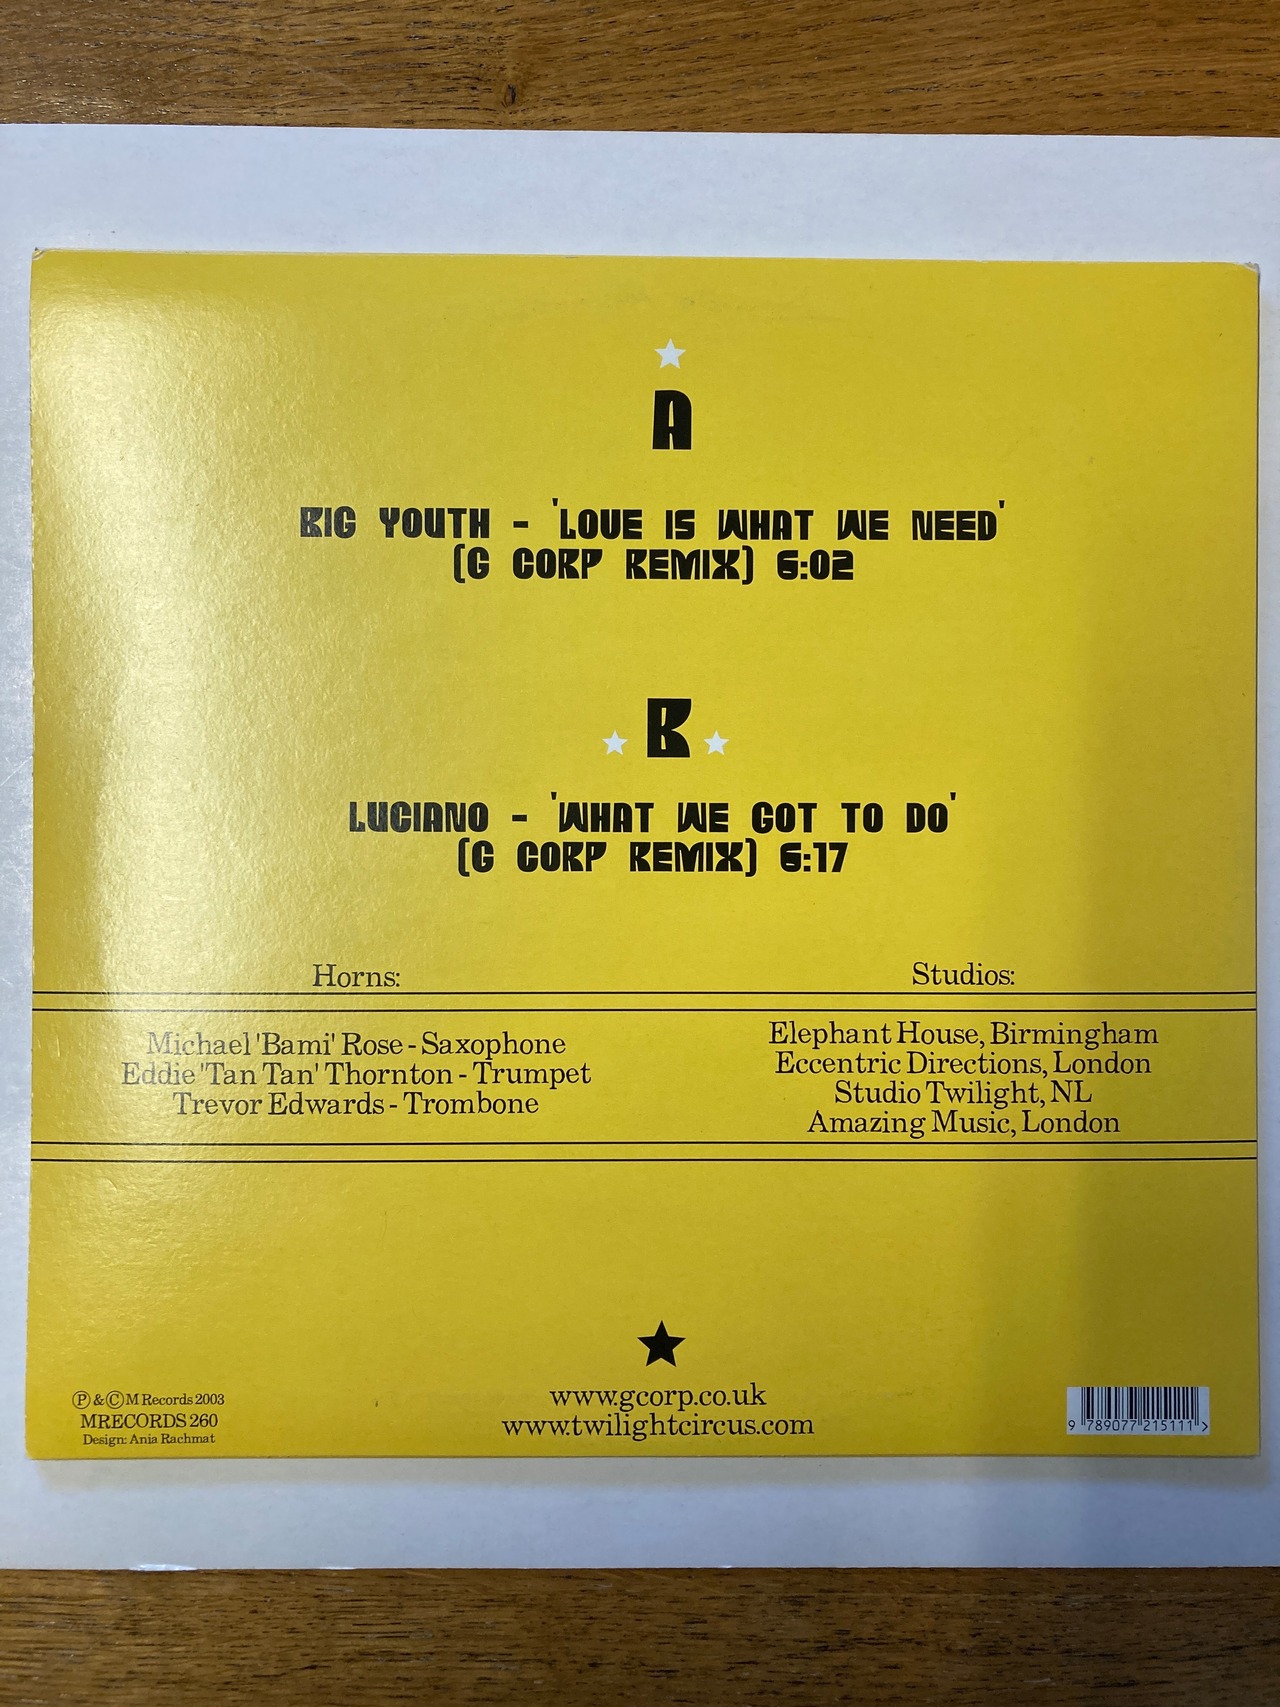 A
BIG YOUTH - 'LOVE IS WHAT WE NEED'
(G CORP REMIX) 6:02
B
LUCIANO - 'WHAT WE GOT TO DO'
(G CORP REMIX) 6:17
Horns:
Michael 'Bami' Rose - Saxophone
Eddie 'Tan Tan' Thornton - Trumpet
Trevor Edwards - Trombone
Studios:
Elephant House, Birmingham
Eccentric Directions, London
Studio Twilight, NL
Amazing Music, London
Ⓟ & Ⓒ M Records 2003
MRECORDS 260
Design: Ania Rachmat
www.gcorp.co.uk
www.twilightcircus.com
9 789077 215111 >